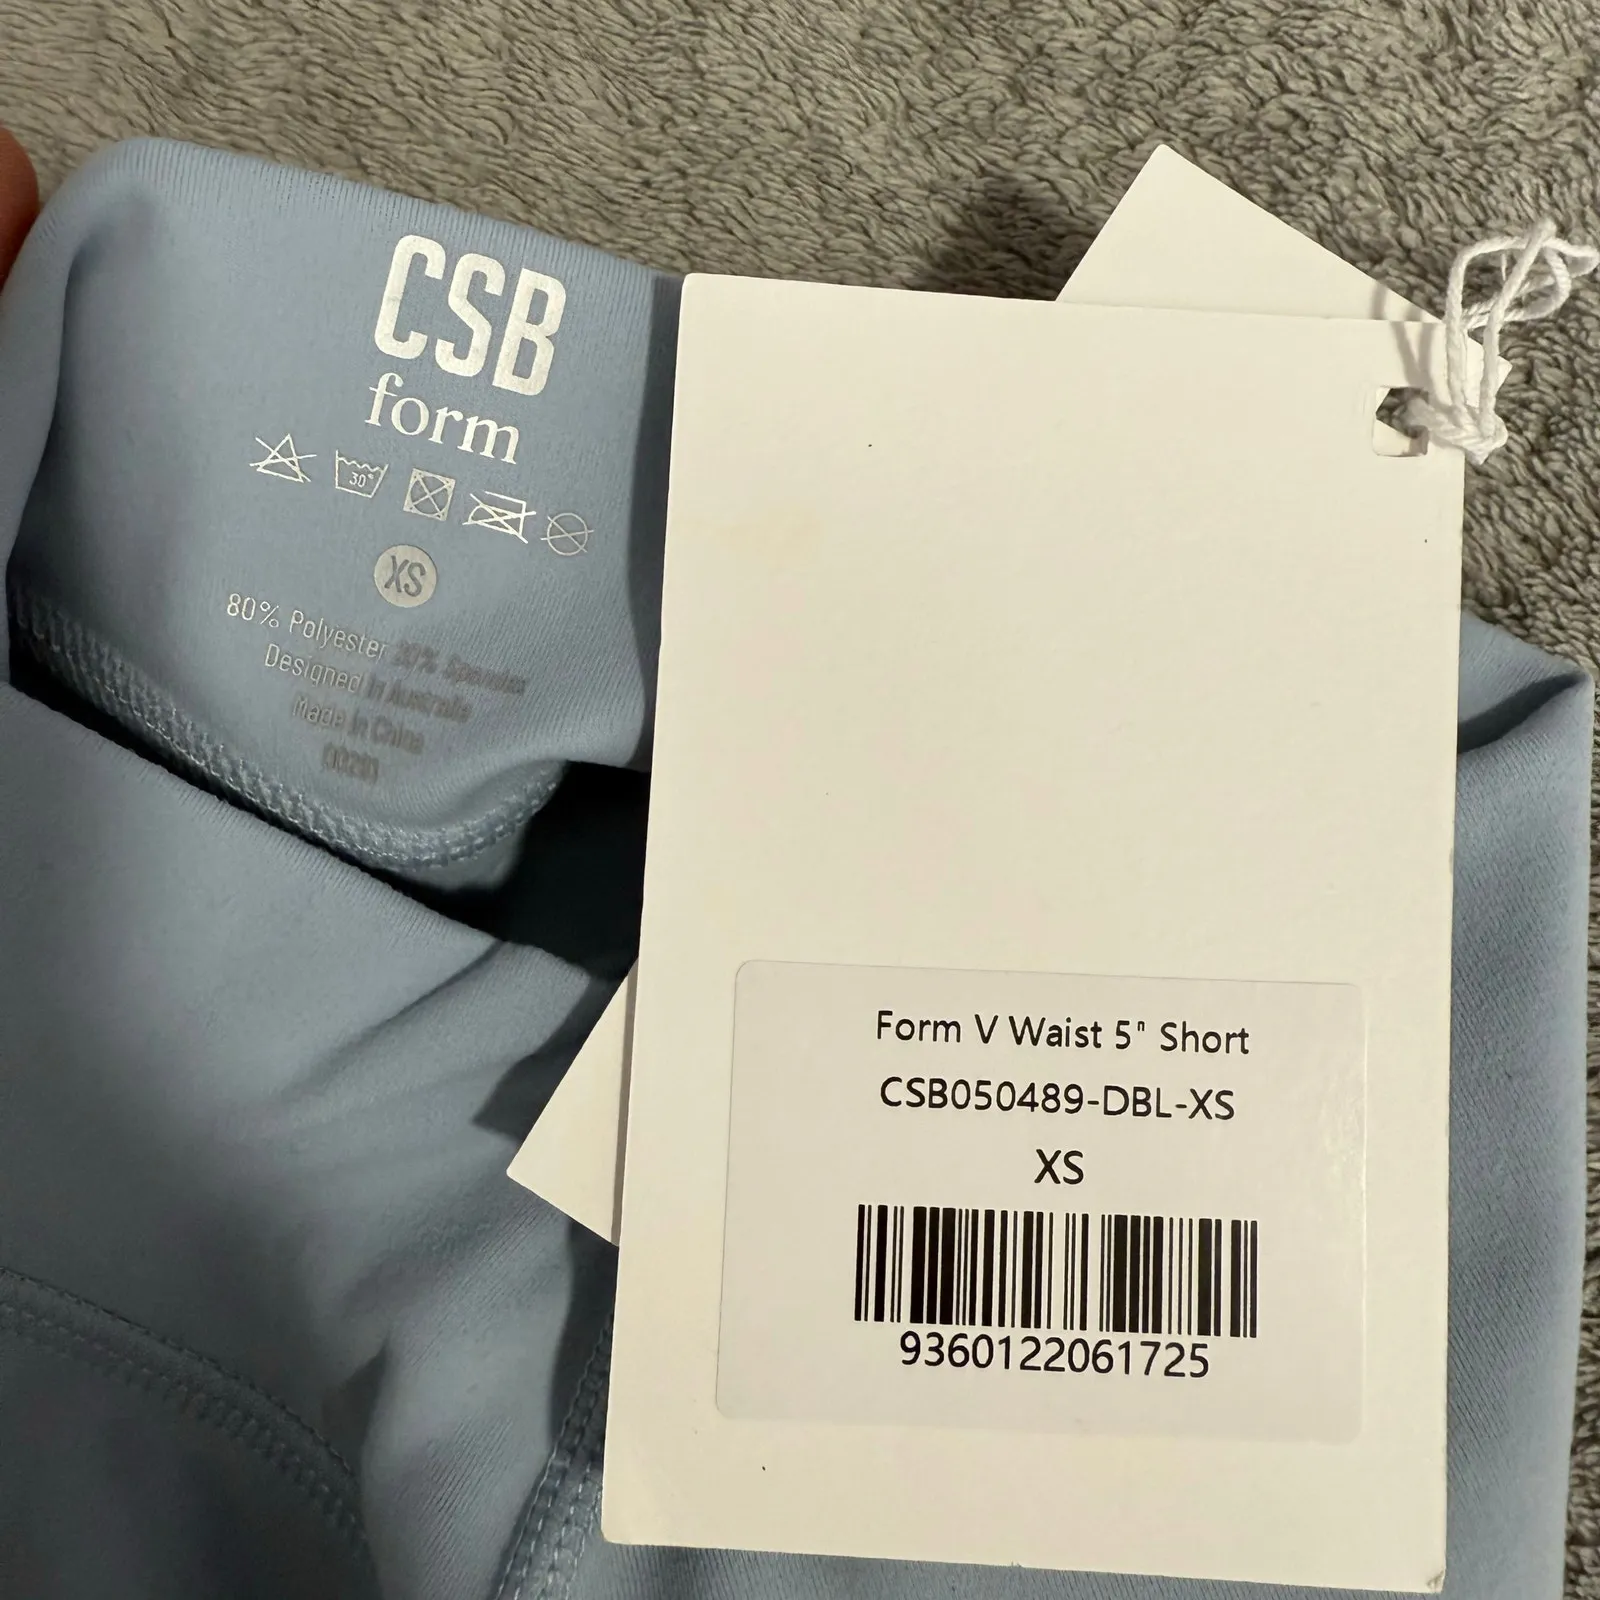 CSB
form
30°
XS
80% Polyester 20% Spandex
Designed in Australia
Made in China
Form V Waist 5" Short
CSB050489-DBL-XS
XS
9360122061725